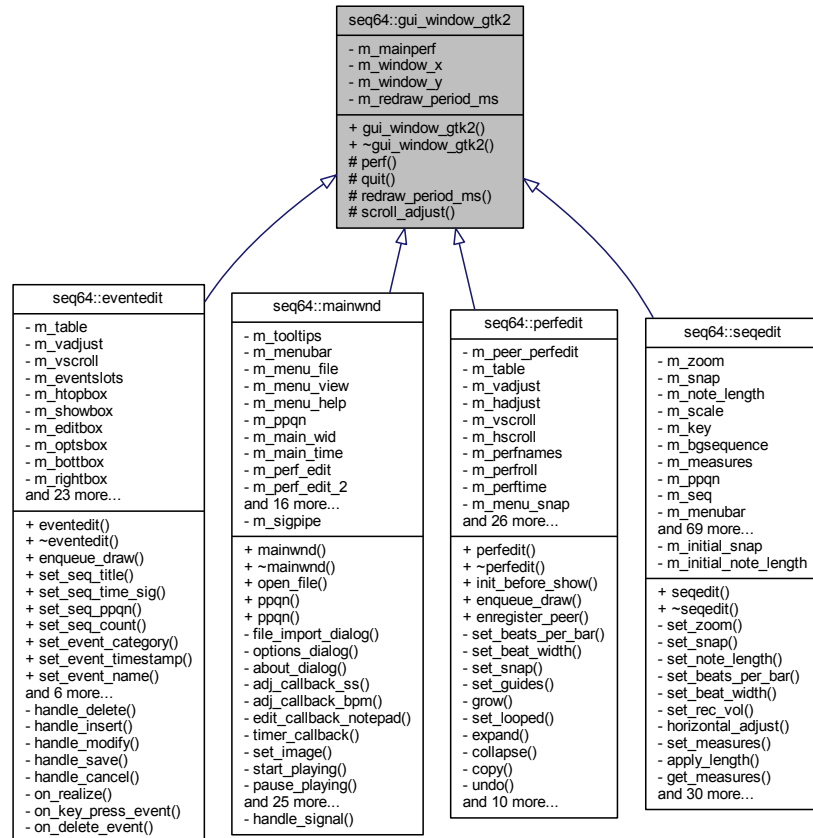 seq64::gui_window_gtk2
- m_mainperf
- m_window_x
- m_window_y
- m_redraw_period_ms
+ gui_window_gtk2()
+ ~gui_window_gtk2()
# perf()
# quit()
# redraw_period_ms()
# scroll_adjust()
seq64::eventedit
- m_table
- m_vadjust
- m_vscroll
- m_eventslots
- m_htopbox
- m_showbox
- m_editbox
- m_optsbox
- m_bottbox
- m_rightbox
and 23 more...
+ eventedit()
+ ~eventedit()
+ enqueue_draw()
+ set_seq_title()
+ set_seq_time_sig()
+ set_seq_ppqn()
+ set_seq_count()
+ set_event_category()
+ set_event_timestamp()
+ set_event_name()
and 6 more...
- handle_delete()
- handle_insert()
- handle_modify()
- handle_save()
- handle_cancel()
- on_realize()
- on_key_press_event()
- on_delete_event()
seq64::mainwnd
- m_tooltips
- m_menubar
- m_menu_file
- m_menu_view
- m_menu_help
- m_ppqn
- m_main_wid
- m_main_time
- m_perf_edit
- m_perf_edit_2
and 16 more...
- m_sigpipe
+ mainwnd()
+ ~mainwnd()
+ open_file()
+ ppqn()
+ ppqn()
- file_import_dialog()
- options_dialog()
- about_dialog()
- adj_callback_ss()
- adj_callback_bpm()
- edit_callback_notepad()
- timer_callback()
- set_image()
- start_playing()
- pause_playing()
and 25 more...
- handle_signal()
seq64::perfedit
- m_peer_perfedit
- m_table
- m_vadjust
- m_hadjust
- m_vscroll
- m_hscroll
- m_perfnames
- m_perfroll
- m_perftime
- m_menu_snap
and 26 more...
+ perfedit()
+ ~perfedit()
+ init_before_show()
+ enqueue_draw()
+ enregister_peer()
- set_beats_per_bar()
- set_beat_width()
- set_snap()
- set_guides()
- grow()
- set_looped()
- expand()
- collapse()
- copy()
- undo()
and 10 more...
seq64::seqedit
- m_zoom
- m_snap
- m_note_length
- m_scale
- m_key
- m_bgsequence
- m_measures
- m_ppqn
- m_seq
- m_menubar
and 69 more...
- m_initial_snap
- m_initial_note_length
+ seqedit()
+ ~seqedit()
- set_zoom()
- set_snap()
- set_note_length()
- set_beats_per_bar()
- set_beat_width()
- set_rec_vol()
- horizontal_adjust()
- set_measures()
- apply_length()
- get_measures()
and 30 more...